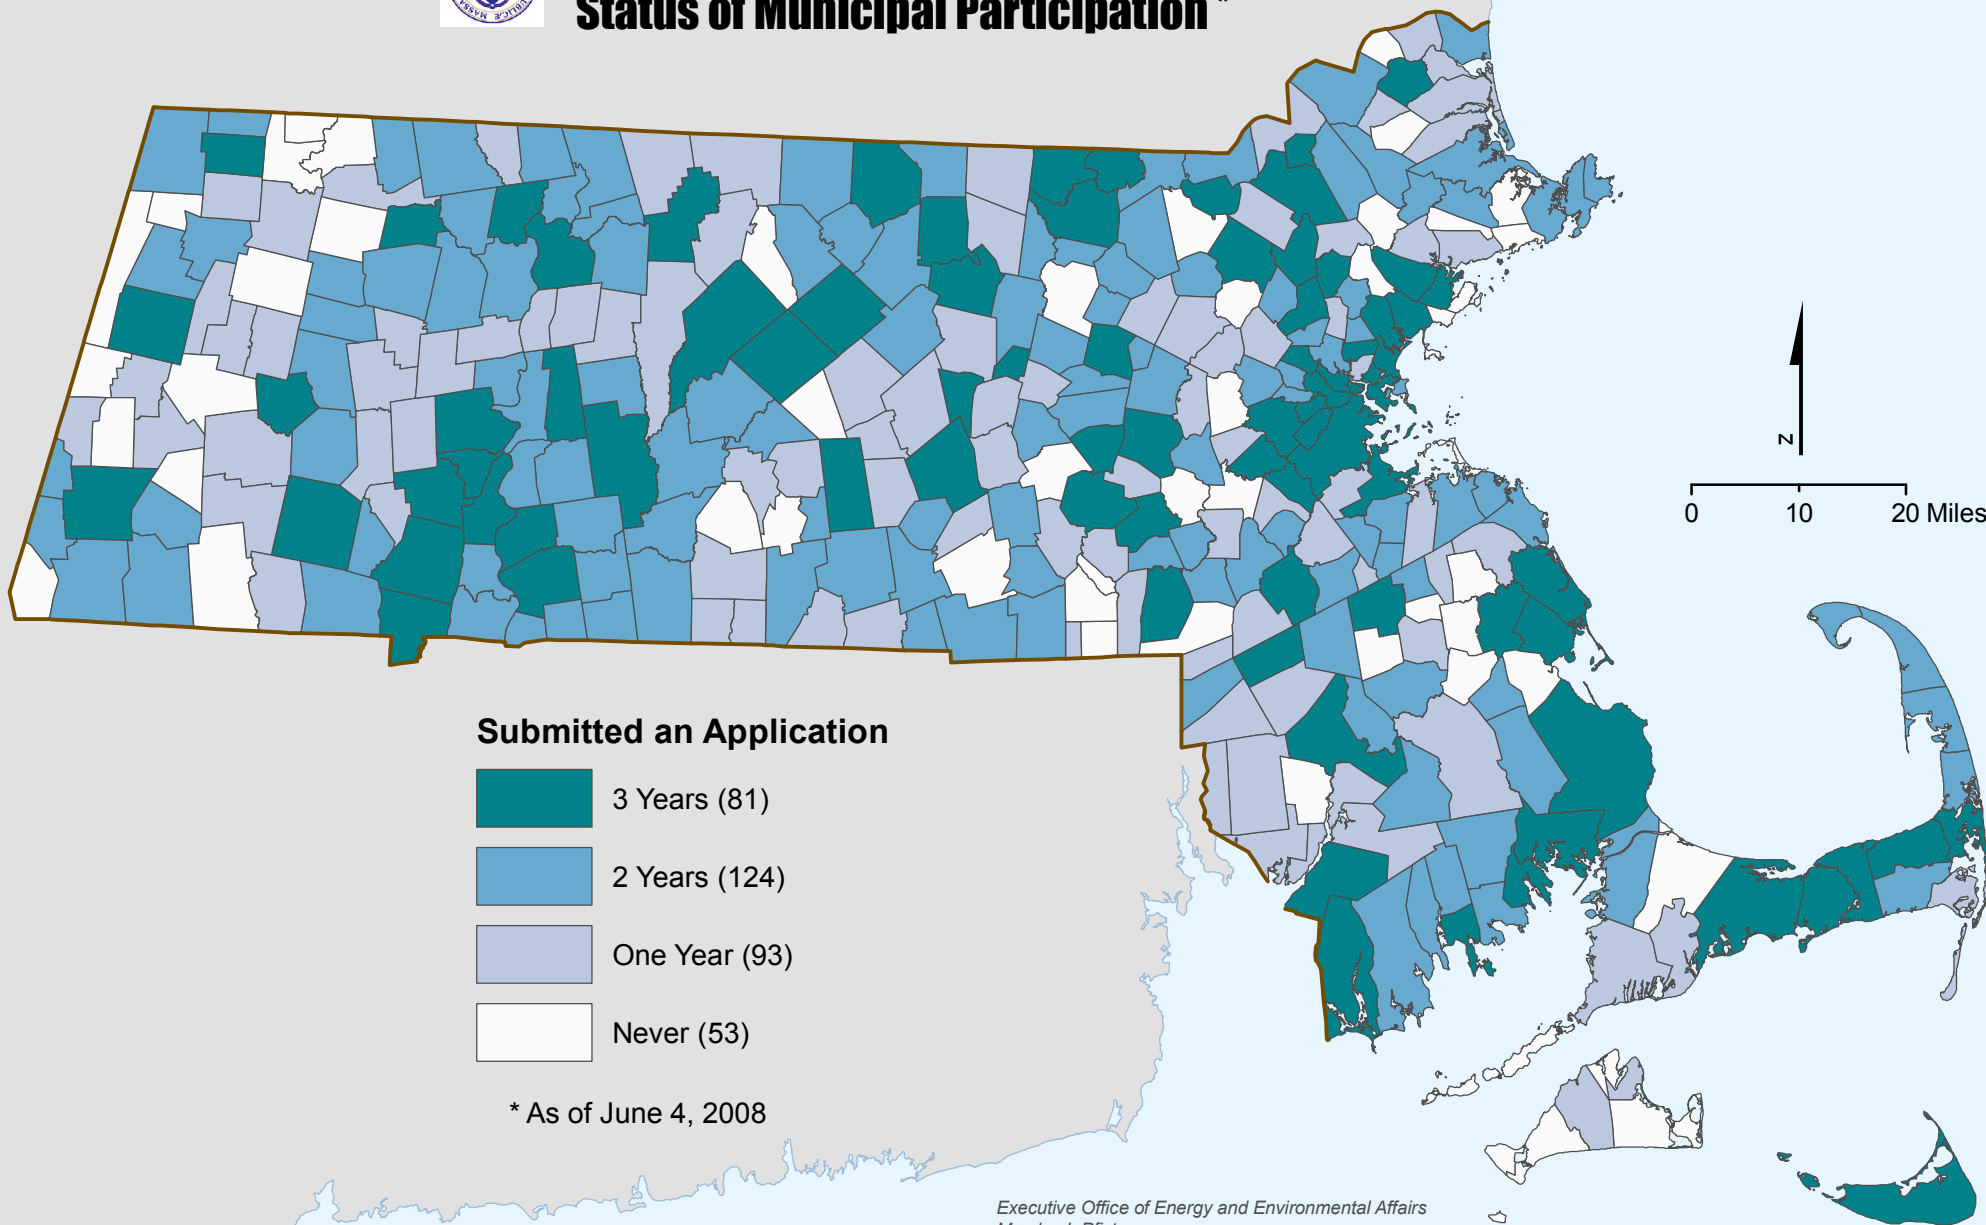 Status of Municipal Participation *
Submitted an Application
3 Years (81)
2 Years (124)
One Year (93)
Never (53)
* As of June 4, 2008
N
0 10 20 Miles
Executive Office of Energy and Environmental Affairs